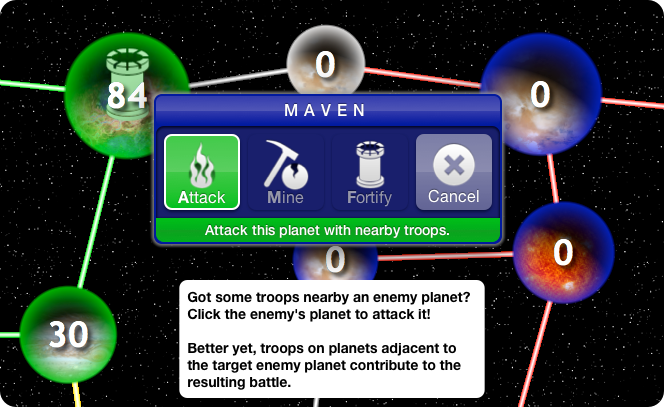 84
0
0
MAVEN
Attack
Mine
Fortify
Cancel
Attack this planet with nearby troops.
0
0
30
Got some troops nearby an enemy planet?
Click the enemy's planet to attack it!
Better yet, troops on planets adjacent to
the target enemy planet contribute to the
resulting battle.